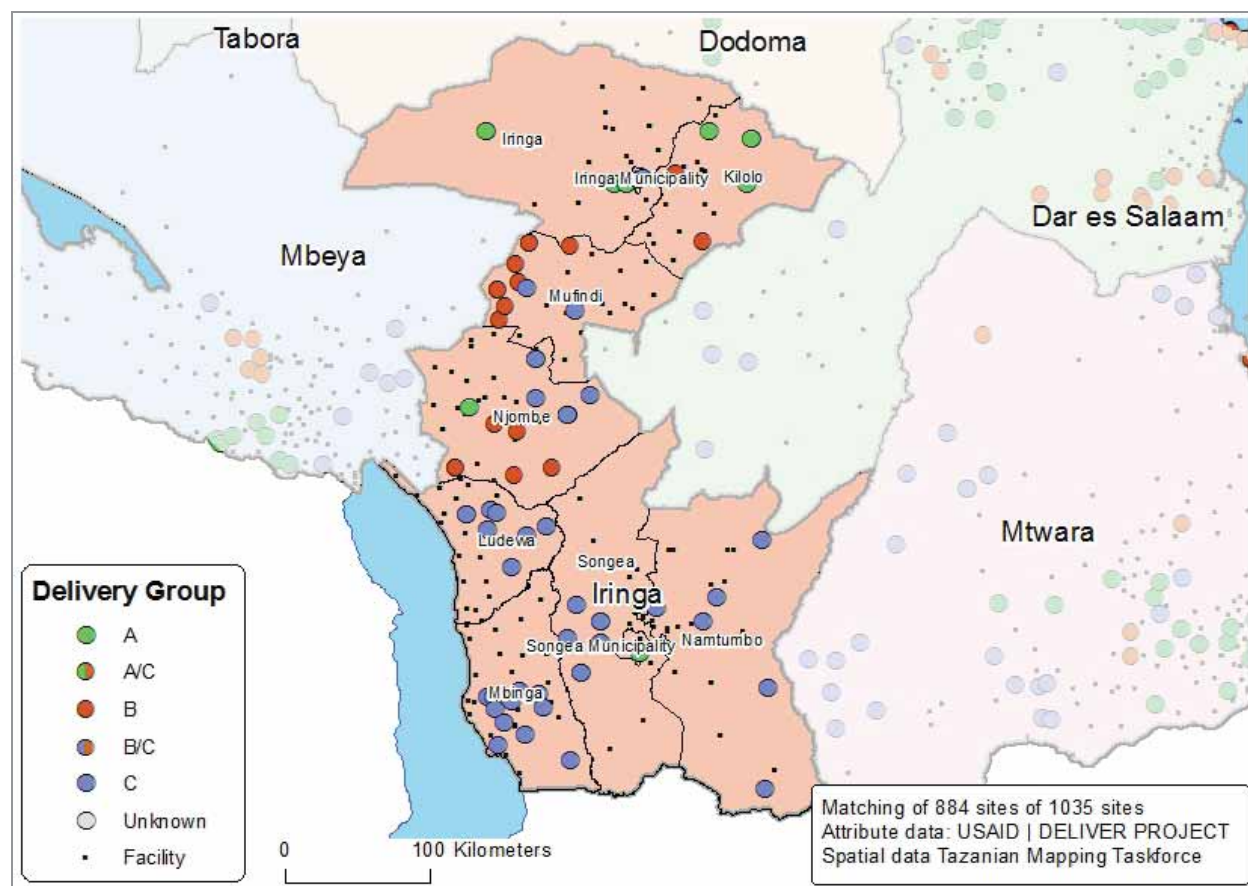 Tabora
Dodoma
Iringa
Iringa Municipality
Kilolo
Dar es Salaam
Mbeya
Mufindi
Njombe
Mtwara
Ludewa
Songea
Iringa
Songea Municipality
Namtumbo
Mbinga
Delivery Group
A
A/C
B
B/C
C
Unknown
Facility
0 100 Kilometers
Matching of 884 sites of 1035 sites
Attribute data: USAID | DELIVER PROJECT
Spatial data Tazanian Mapping Taskforce